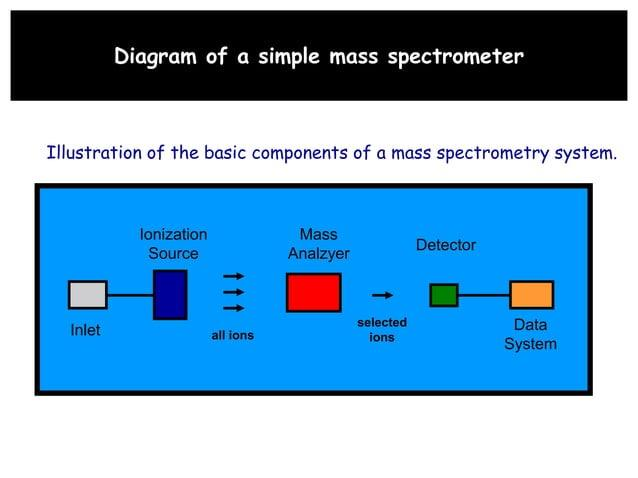 Diagram of a simple mass spectrometer
Illustration of the basic components of a mass spectrometry system.
Ionization
Source
Mass
Analzyer
Detector
Inlet
all ions
selected
ions
Data
System